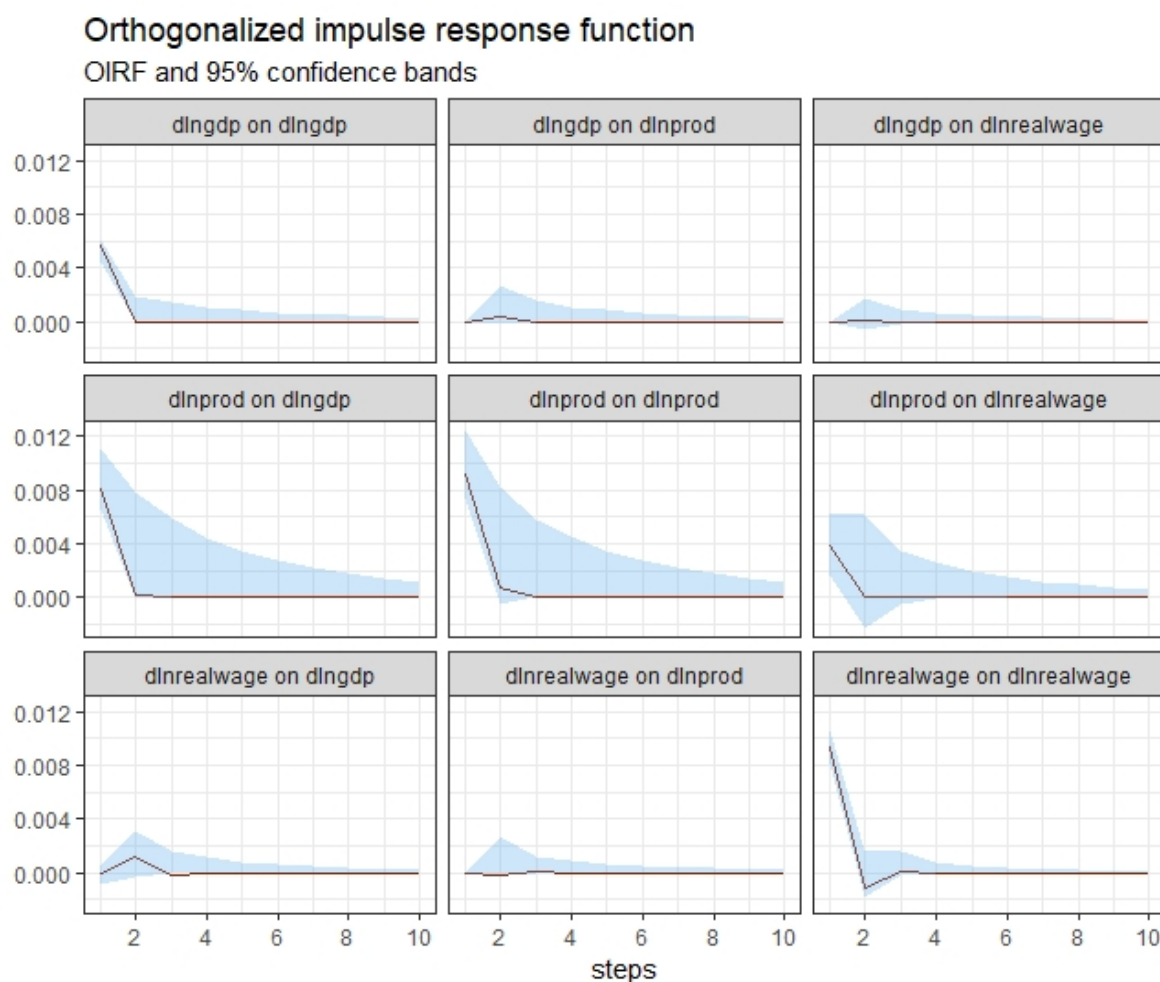 Orthogonalized impulse response function
OIRF and 95% confidence bands
dlngdp on dlngdp
dlngdp on dlnprod
dlngdp on dlnrealwage
0.012
0.008
0.004
0.000
dlnprod on dlngdp
dlnprod on dlnprod
dlnprod on dlnrealwage
0.012
0.008
0.004
0.000
dlnrealwage on dlngdp
dlnrealwage on dlnprod
dlnrealwage on dlnrealwage
0.012
0.008
0.004
0.000
2 4 6 8 10 2 4 6 8 10 2 4 6 8 10
steps